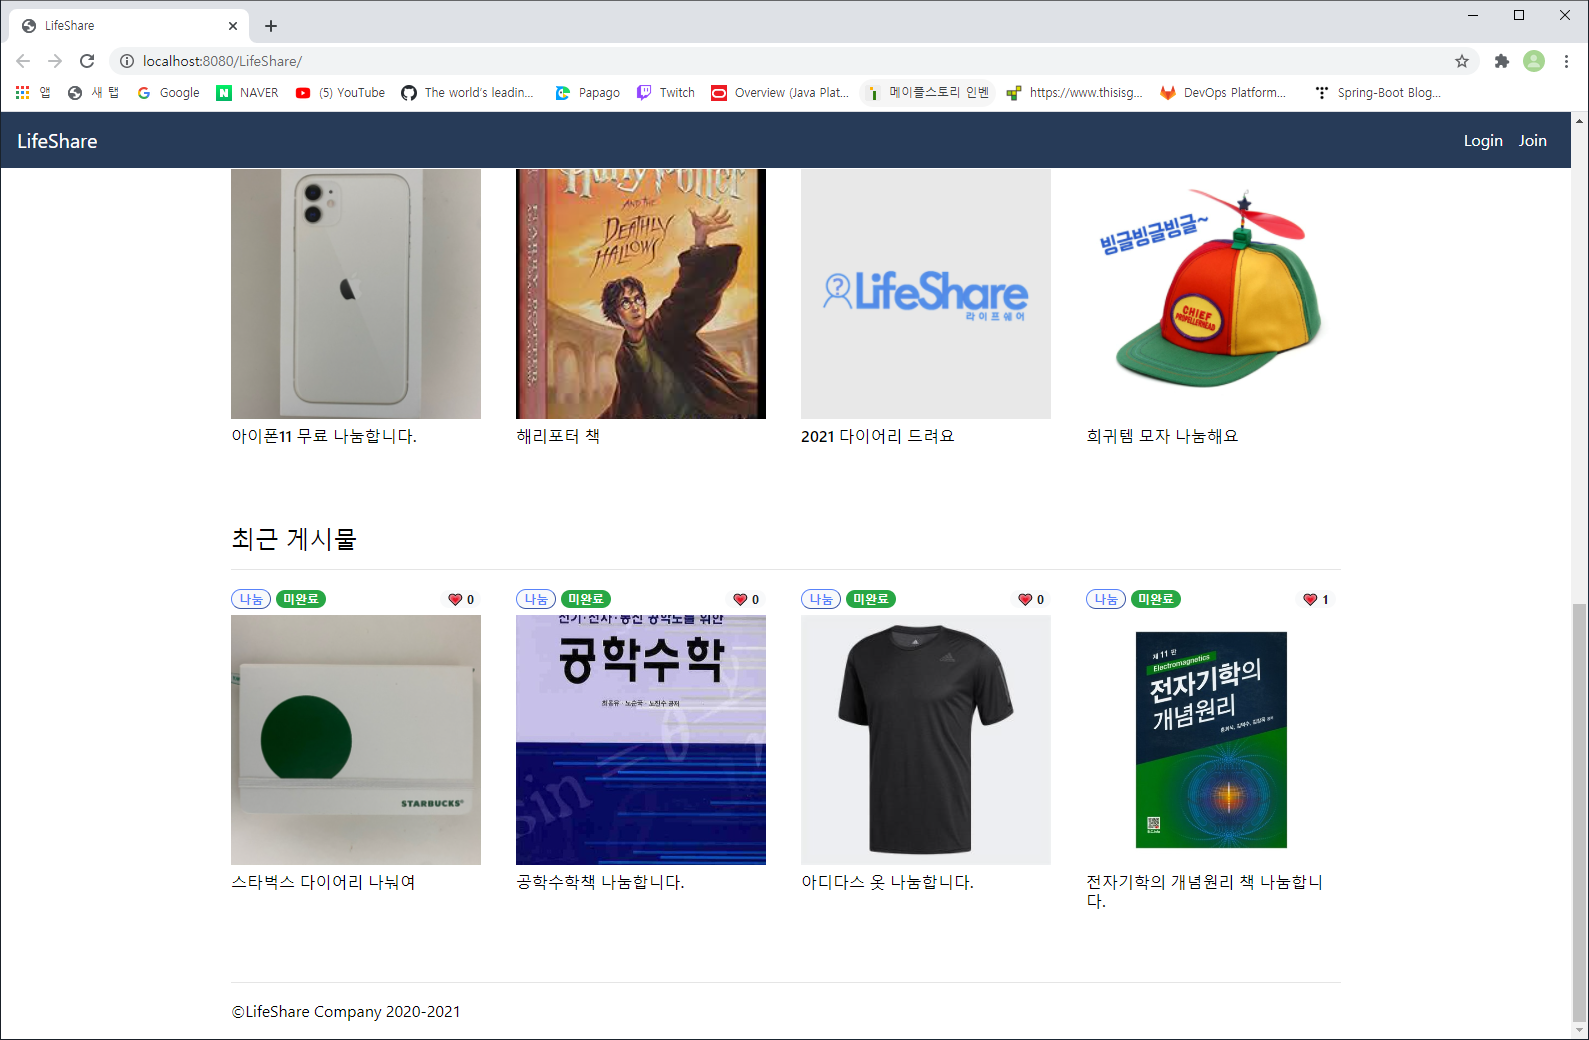 LifeShare
localhost:8080/LifeShare/
앱
새 탭
Google
NAVER
(5) YouTube
The world's leadin...
Papago
Twitch
Overview (Java Plat...
메이플스토리 인벤
https://www.thisisg...
DevOps Platform...
Spring-Boot Blog...
LifeShare
Login
Join
Harry Potter
AND THE
DEATHLY
HALLOWS
LifeShare
라이프쉐어
빙글빙글빙글~
CHIEF
PROPELLERHEAD
아이폰11 무료 나눔합니다.
해리포터 책
2021 다이어리 드려요
희귀템 모자 나눔해요
최근 게시물
나눔 미완료 0
나눔 미완료 0
나눔 미완료 0
나눔 미완료 1
STARBUCKS
전기·전자·통신 공학도를 위한
공학수학
sin = θ
adidas
제11판
Electromagnetics
전자기학의
개념원리
스타벅스 다이어리 나눠여
공학수학책 나눔합니다.
아디다스 옷 나눔합니다.
전자기학의 개념원리 책 나눔합니
다.
©LifeShare Company 2020-2021